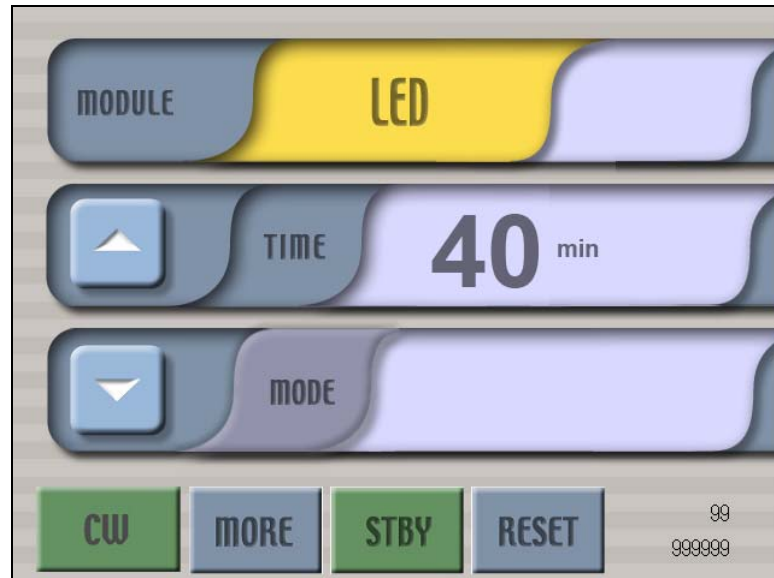 MODULE LED
TIME 40 min
MODE
CW MORE STBY RESET 99
999999